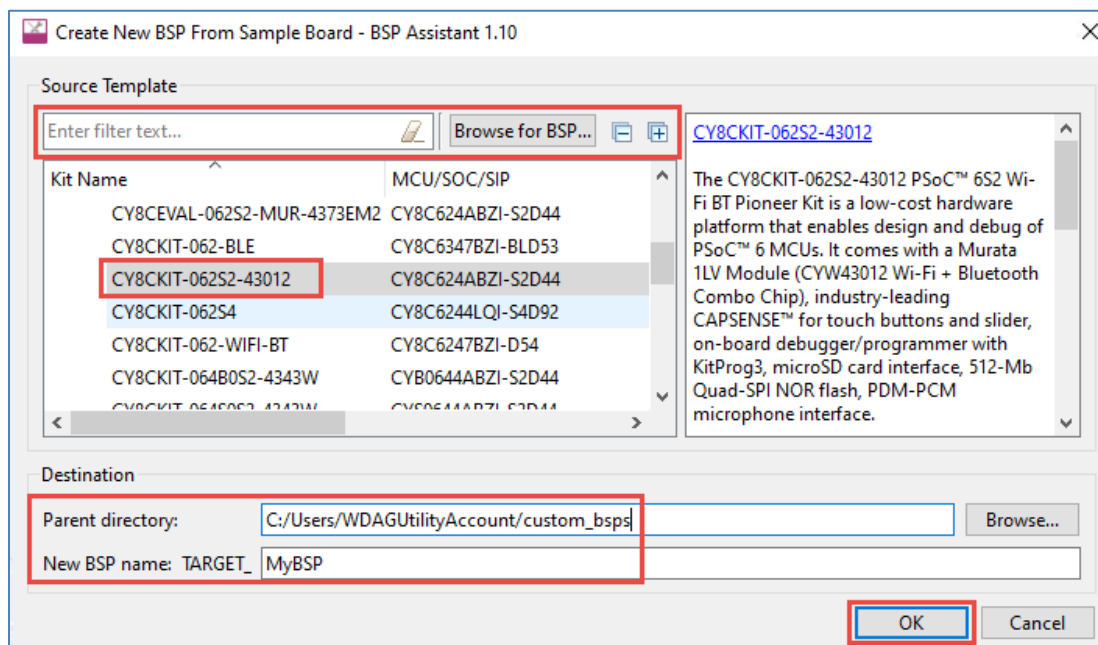 Create New BSP From Sample Board - BSP Assistant 1.10
Source Template
Enter filter text...
Browse for BSP...
Kit Name
MCU/SOC/SIP
CY8CEVAL-062S2-MUR-4373EM2 CY8C624ABZI-S2D44
CY8CKIT-062-BLE CY8C6347BZI-BLD53
CY8CKIT-062S2-43012 CY8C624ABZI-S2D44
CY8CKIT-062S4 CY8C6244LQI-S4D92
CY8CKIT-062-WIFI-BT CY8C6247BZI-D54
CY8CKIT-064B0S2-4343W CYB0644ABZI-S2D44
CY8CKIT-064S0S2-4343W CYS0644ABZI-S2D44
CY8CKIT-062S2-43012
The CY8CKIT-062S2-43012 PSoC™ 6S2 Wi-
Fi BT Pioneer Kit is a low-cost hardware
platform that enables design and debug of
PSoC™ 6 MCUs. It comes with a Murata
1LV Module (CYW43012 Wi-Fi + Bluetooth
Combo Chip), industry-leading
CAPSENSE™ for touch buttons and slider,
on-board debugger/programmer with
KitProg3, microSD card interface, 512-Mb
Quad-SPI NOR flash, PDM-PCM
microphone interface.
Destination
Parent directory: C:/Users/WDAGUtilityAccount/custom_bsps Browse...
New BSP name: TARGET_ MyBSP
OK Cancel